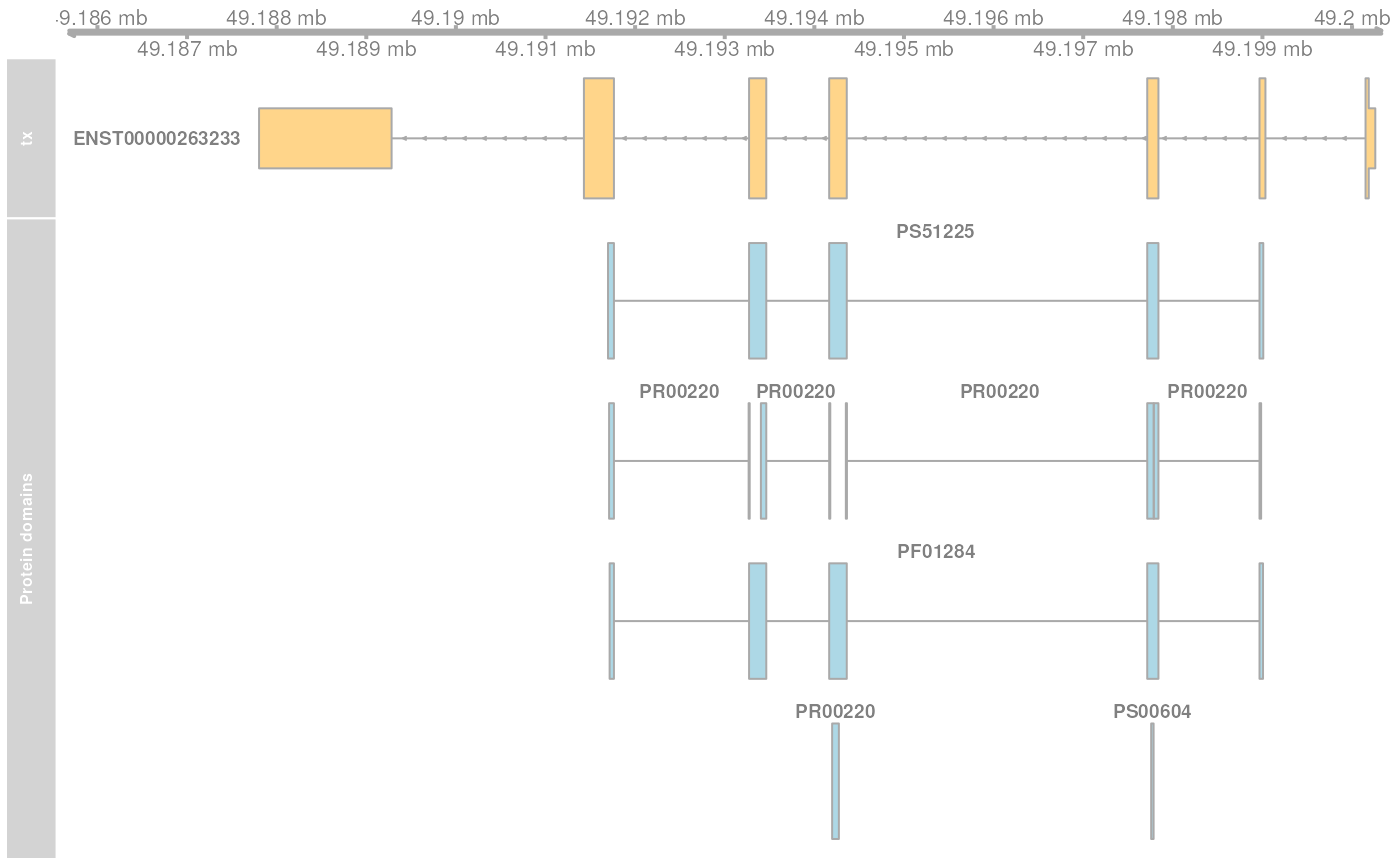 49.186 mb 49.188 mb 49.19 mb 49.192 mb 49.194 mb 49.196 mb 49.198 mb 49.2 mb
49.187 mb 49.189 mb 49.191 mb 49.193 mb 49.195 mb 49.197 mb 49.199 mb
tx
ENST00000263233
Protein domains
PS51225
PR00220 PR00220 PR00220 PR00220
PF01284
PR00220 PS00604